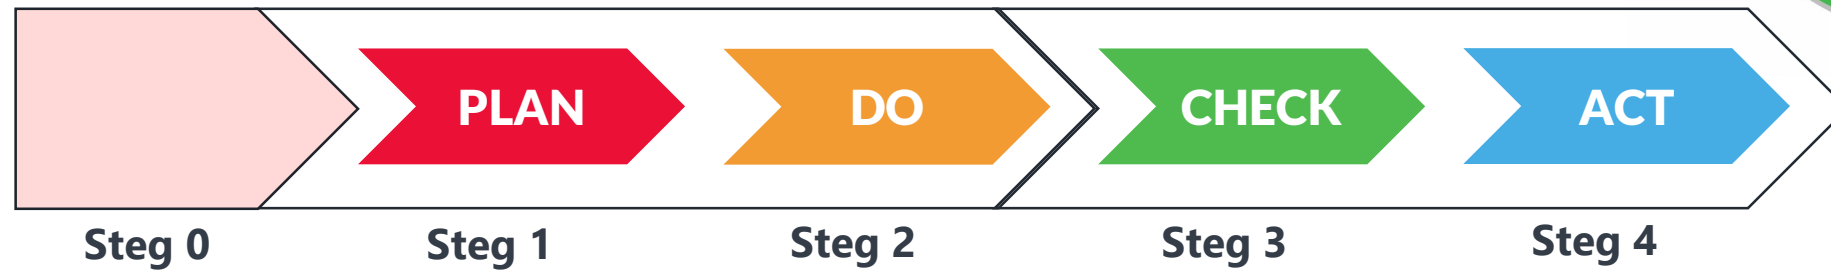 PLAN DO CHECK ACT
Steg 0 Steg 1 Steg 2 Steg 3 Steg 4